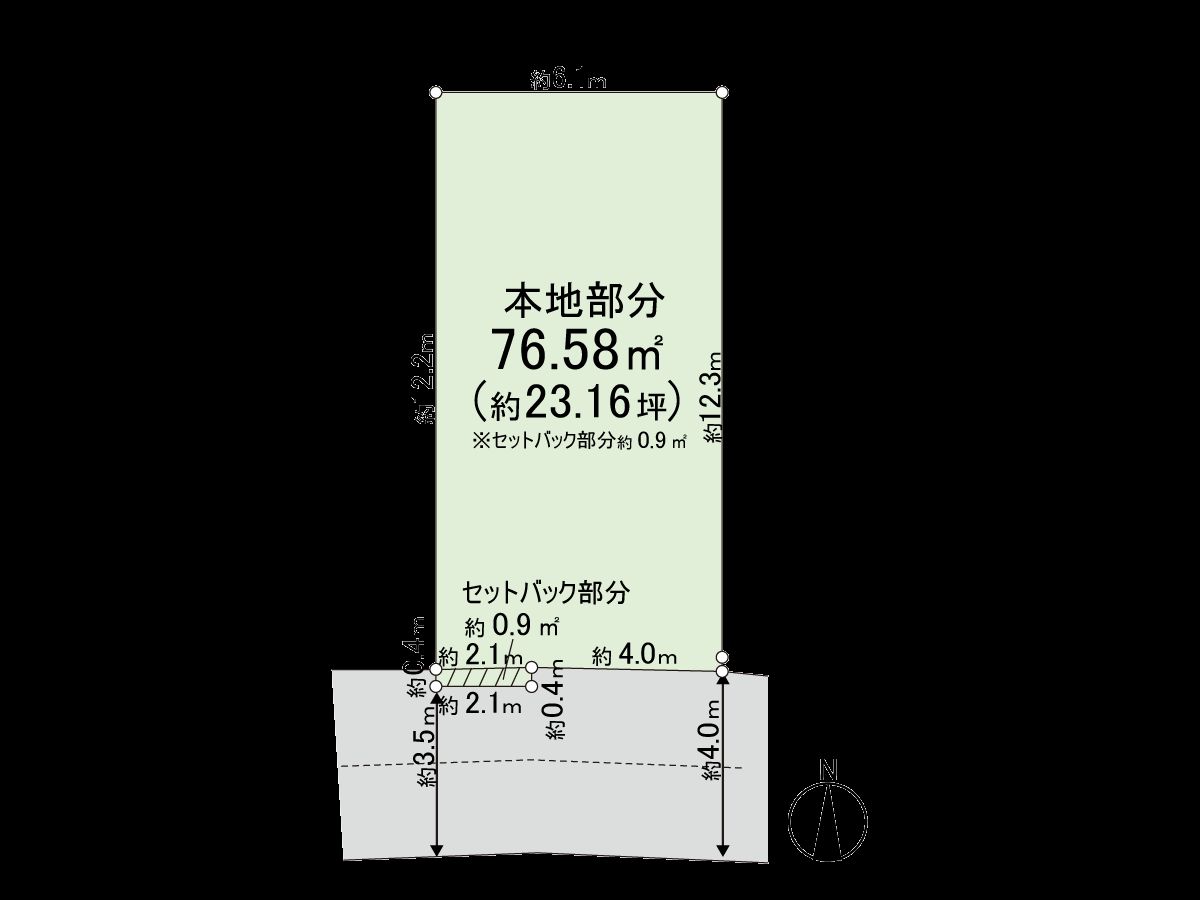 約6.1m
本地部分
76.58㎡
(約23.16坪)
※セットバック部分約 0.9 ㎡
約12.2m
約12.3m
セットバック部分
約 0.9 ㎡
約0.4m
約 2.1m
約 4.0m
約 2.1m
約0.4m
約3.5m
約4.0m
N